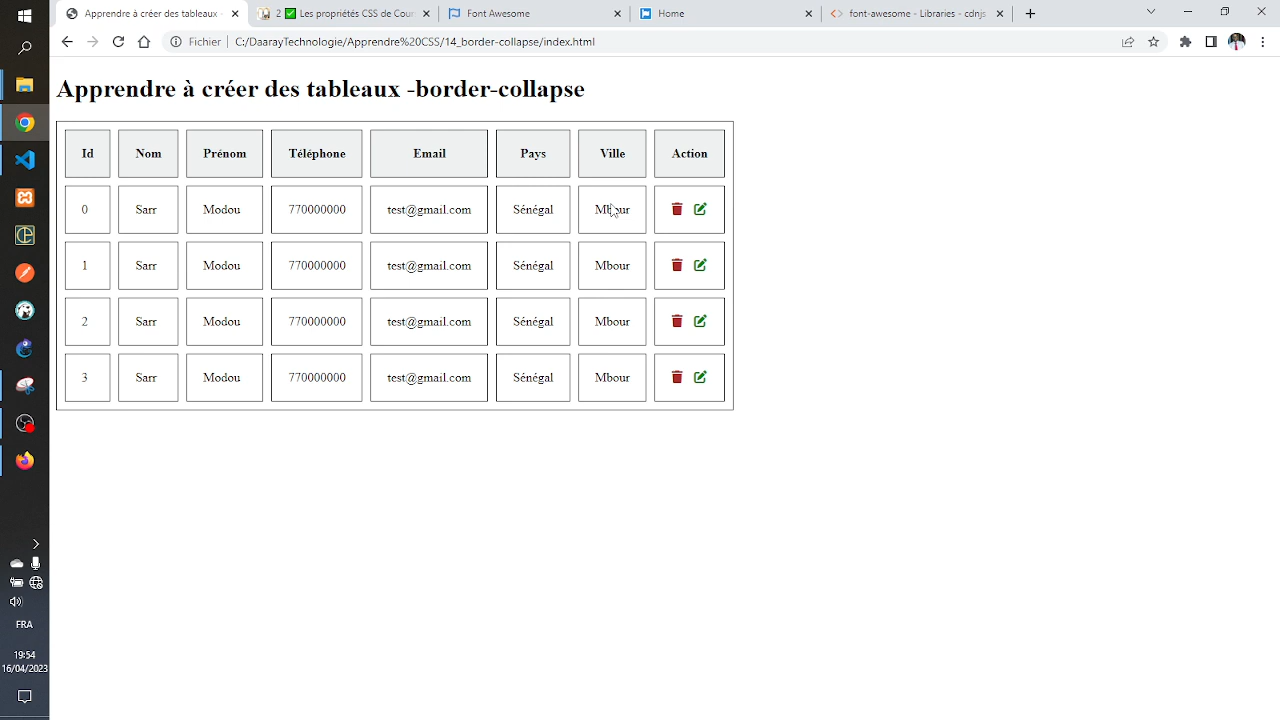 Apprendre à créer des tableaux -
2 ✅ Les propriétés CSS de Cour
Font Awesome
Home
font-awesome - Libraries - cdnjs
Fichier
C:/DaarayTechnologie/Apprendre%20CSS/14_border-collapse/index.html
Apprendre à créer des tableaux -border-collapse
Id Nom Prénom Téléphone Email Pays Ville Action
0 Sarr Modou 770000000 test@gmail.com Sénégal Mbour
1 Sarr Modou 770000000 test@gmail.com Sénégal Mbour
2 Sarr Modou 770000000 test@gmail.com Sénégal Mbour
3 Sarr Modou 770000000 test@gmail.com Sénégal Mbour
FRA
19:54
16/04/2023